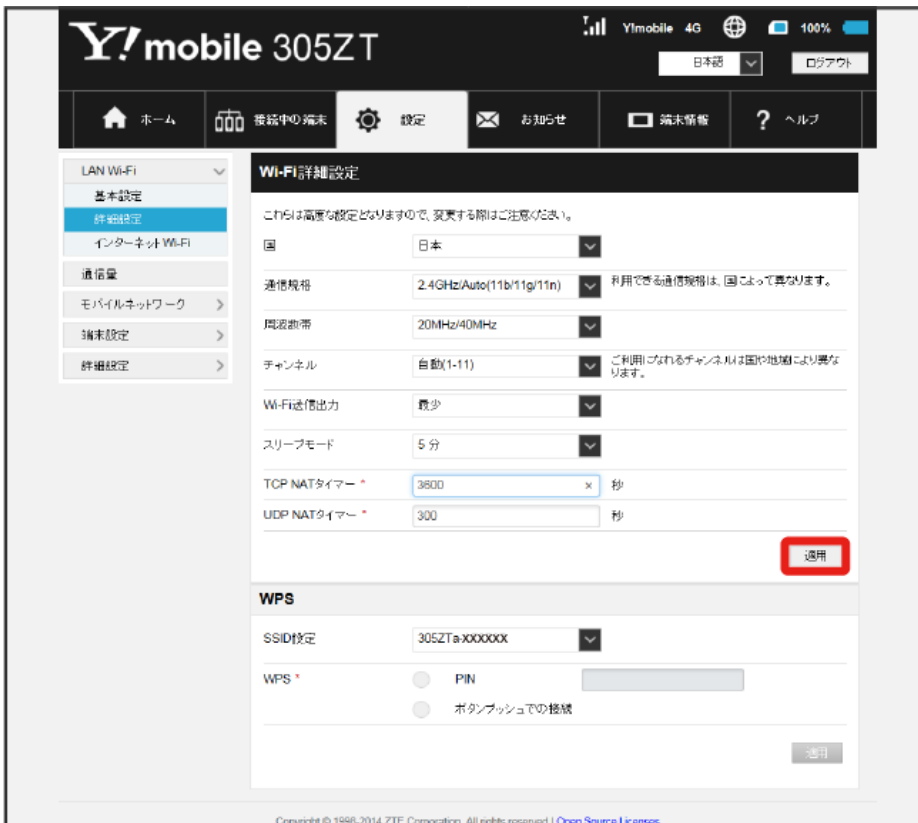 Y! mobile 305ZT
Y!mobile 4G 100%
日本語 ログアウト
ホーム 接続中の端末 設定 お知らせ 端末情報 ? ヘルプ
LAN Wi-Fi
基本設定
詳細設定
インターネットWi-Fi
通信量
モバイルネットワーク
端末設定
詳細設定
Wi-Fi詳細設定
これらは高度な設定となりますので、変更する際はご注意ください。
国 日本
通信規格 2.4GHz/Auto(11b/11g/11n) 利用できる通信規格は、国によって異なります。
周波数帯 20MHz/40MHz
チャンネル 自動(1-11) ご利用になれるチャンネルは国や地域により異な
ります。
Wi-Fi送信出力 最少
スリープモード 5 分
TCP NATタイマー * 3600 × 秒
UDP NATタイマー * 300 秒
適用
WPS
SSID設定 305ZTa-XXXXXX
WPS * PIN
ボタンプッシュでの接続
適用
Copyright © 1998-2014 ZTE Corporation. All rights reserved | Open Source Licenses